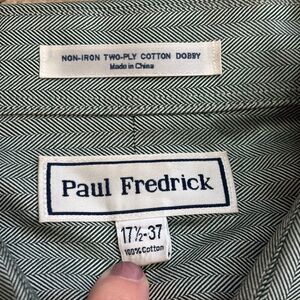 NON-IRON TWO-PLY COTTON DOBBY
Made in China
Paul Fredrick
17½-37
100% Cotton